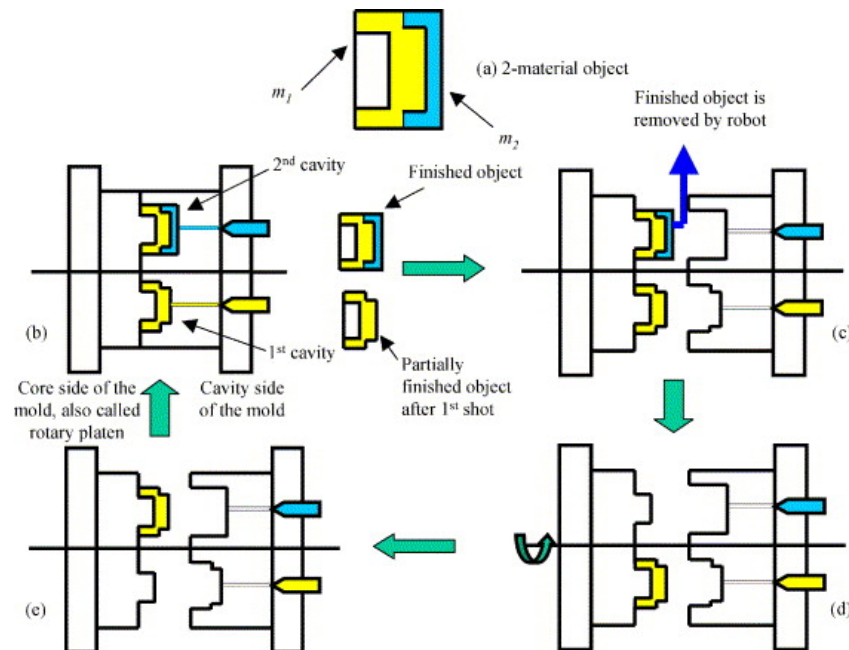 (a) 2-material object
m1
m2
Finished object is
removed by robot
2nd cavity
Finished object
(b)
1st cavity
Partially
finished object
after 1st shot
(c)
Core side of the
mold, also called
rotary platen
Cavity side
of the mold
(e)
(d)